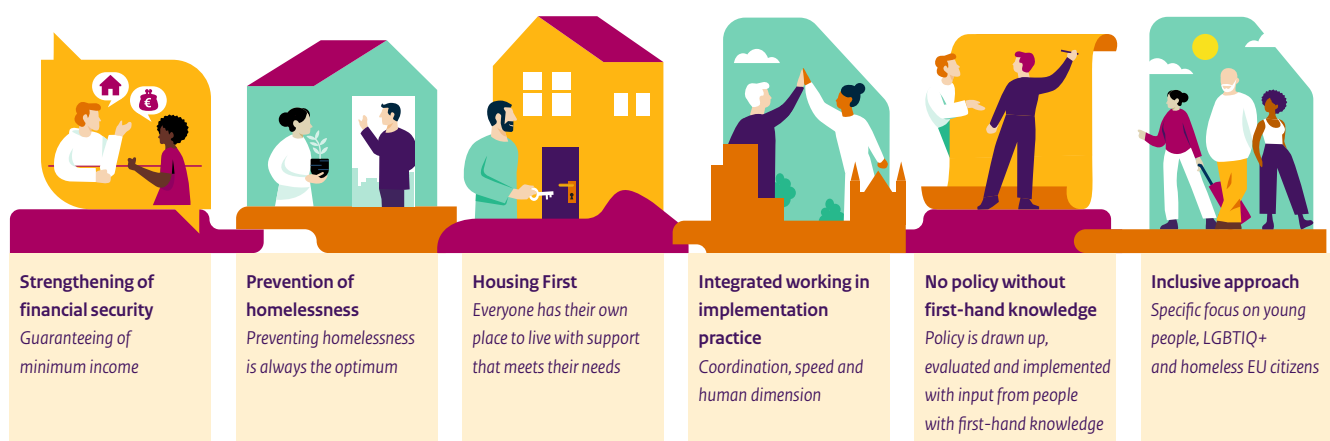 €
Strengthening of
financial security
Guaranteeing of
minimum income
Prevention of
homelessness
Preventing homelessness
is always the optimum
Housing First
Everyone has their own
place to live with support
that meets their needs
Integrated working in
implementation
practice
Coordination, speed and
human dimension
No policy without
first-hand knowledge
Policy is drawn up,
evaluated and implemented
with input from people
with first-hand knowledge
Inclusive approach
Specific focus on young
people, LGBTIQ+
and homeless EU citizens